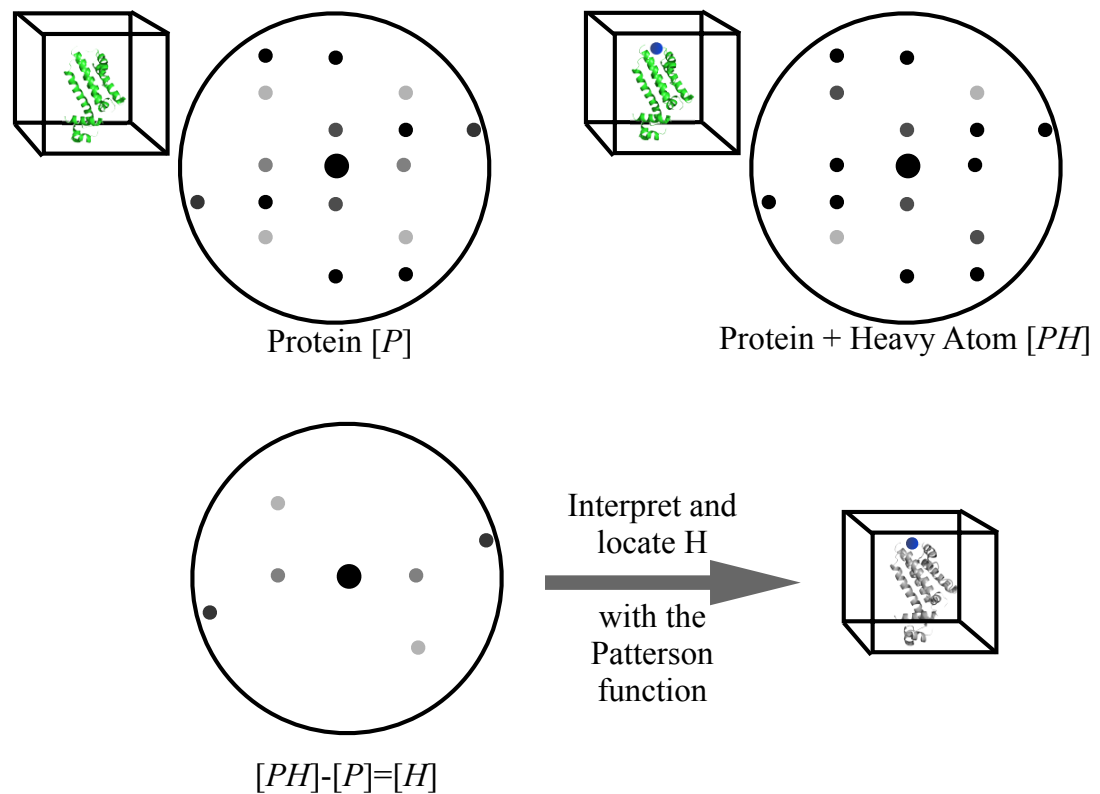 Protein [P]
Protein + Heavy Atom [PH]
Interpret and
locate H
with the
Patterson
function
[PH]-[P]=[H]